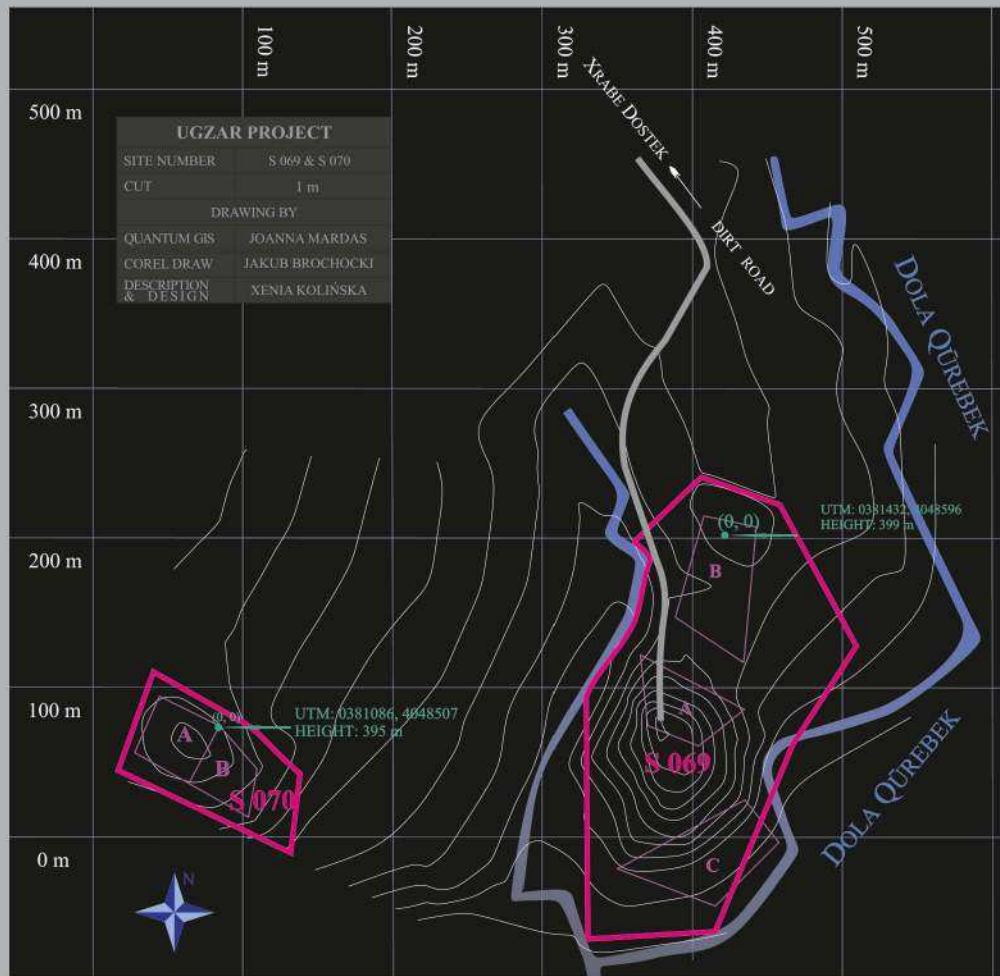 100 m
200 m
300 m
400 m
500 m
500 m
400 m
300 m
200 m
100 m
0 m
UGZAR PROJECT
SITE NUMBER S 069 & S 070
CUT 1 m
DRAWING BY
QUANTUM GIS JOANNA MARDAS
COREL DRAW JAKUB BROCHOCKI
DESCRIPTION
& DESIGN XENIA KOLIŃSKA
XRABE DOSTEK
DIRT ROAD
DOLA QŪREBEK
UTM: 0381432, 4048596
HEIGHT: 399 m
(0, 0)
B
A
S 069
C
DOLA QŪREBEK
(0, 0)
UTM: 0381086, 4048507
HEIGHT: 395 m
A
B
S 070
N